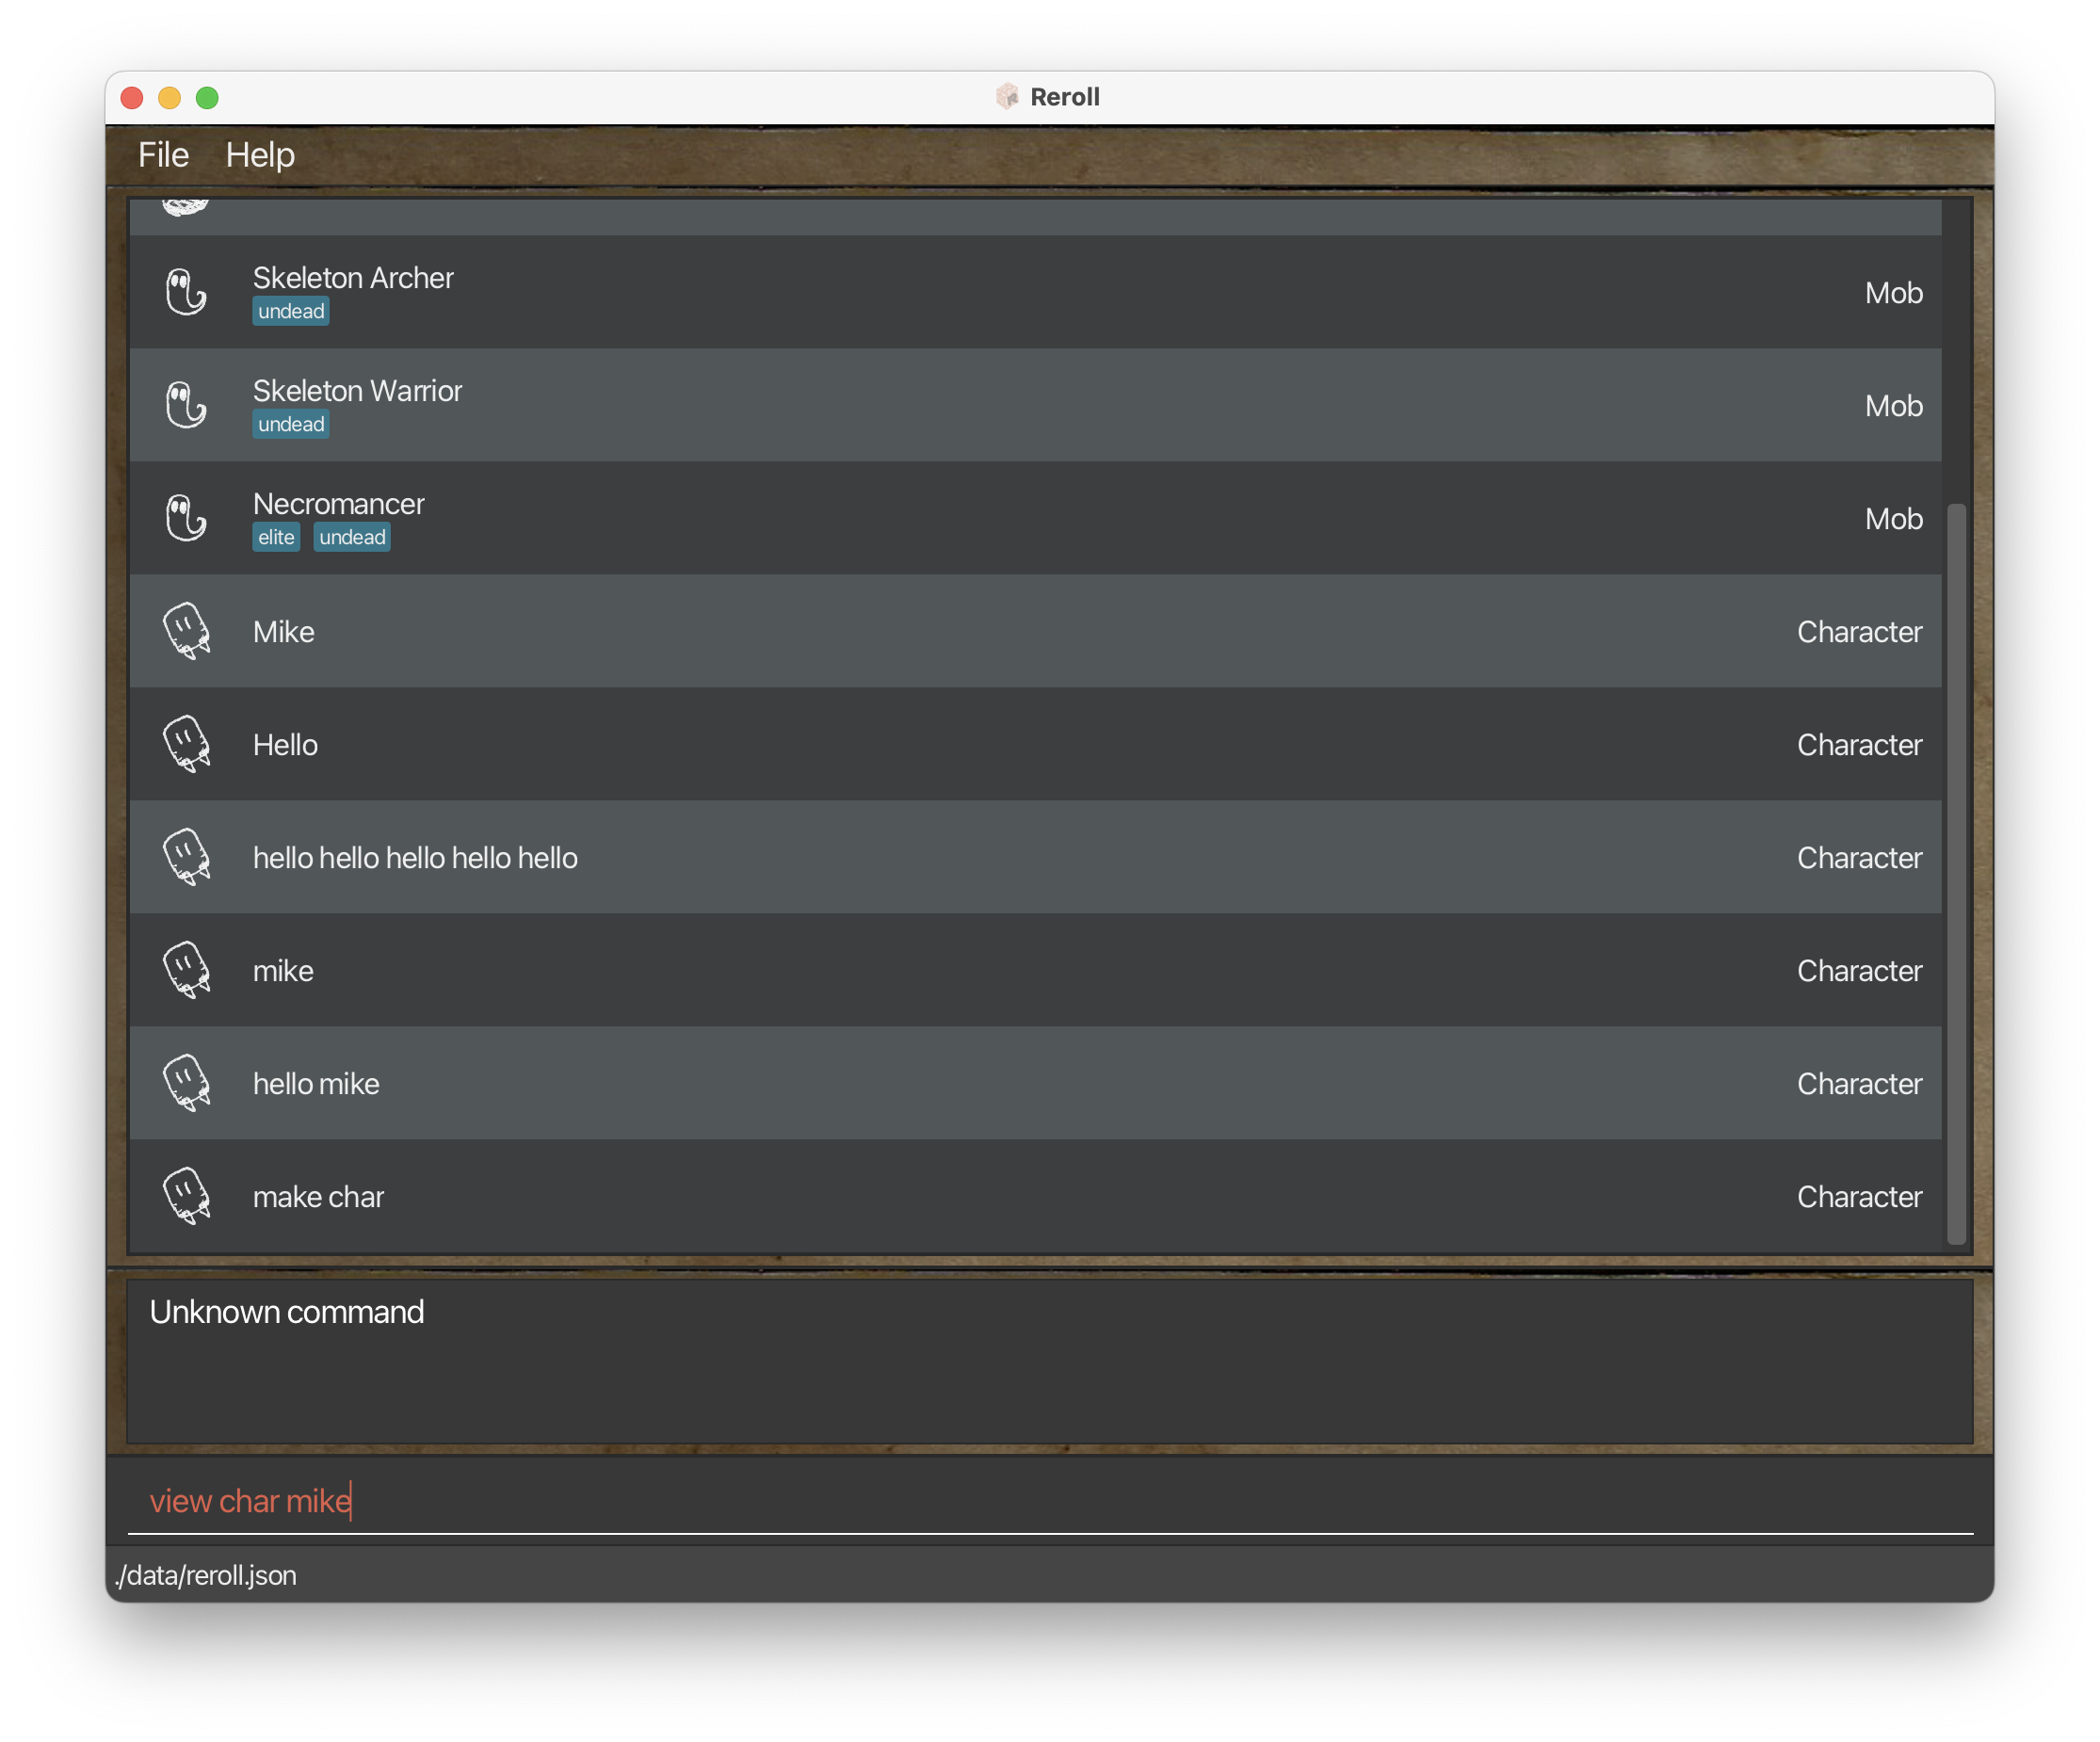 Reroll
File Help
Skeleton Archer
undead
Mob
Skeleton Warrior
undead
Mob
Necromancer
elite undead
Mob
Mike Character
Hello Character
hello hello hello hello hello Character
mike Character
hello mike Character
make char Character
Unknown command
view char mike
./data/reroll.json